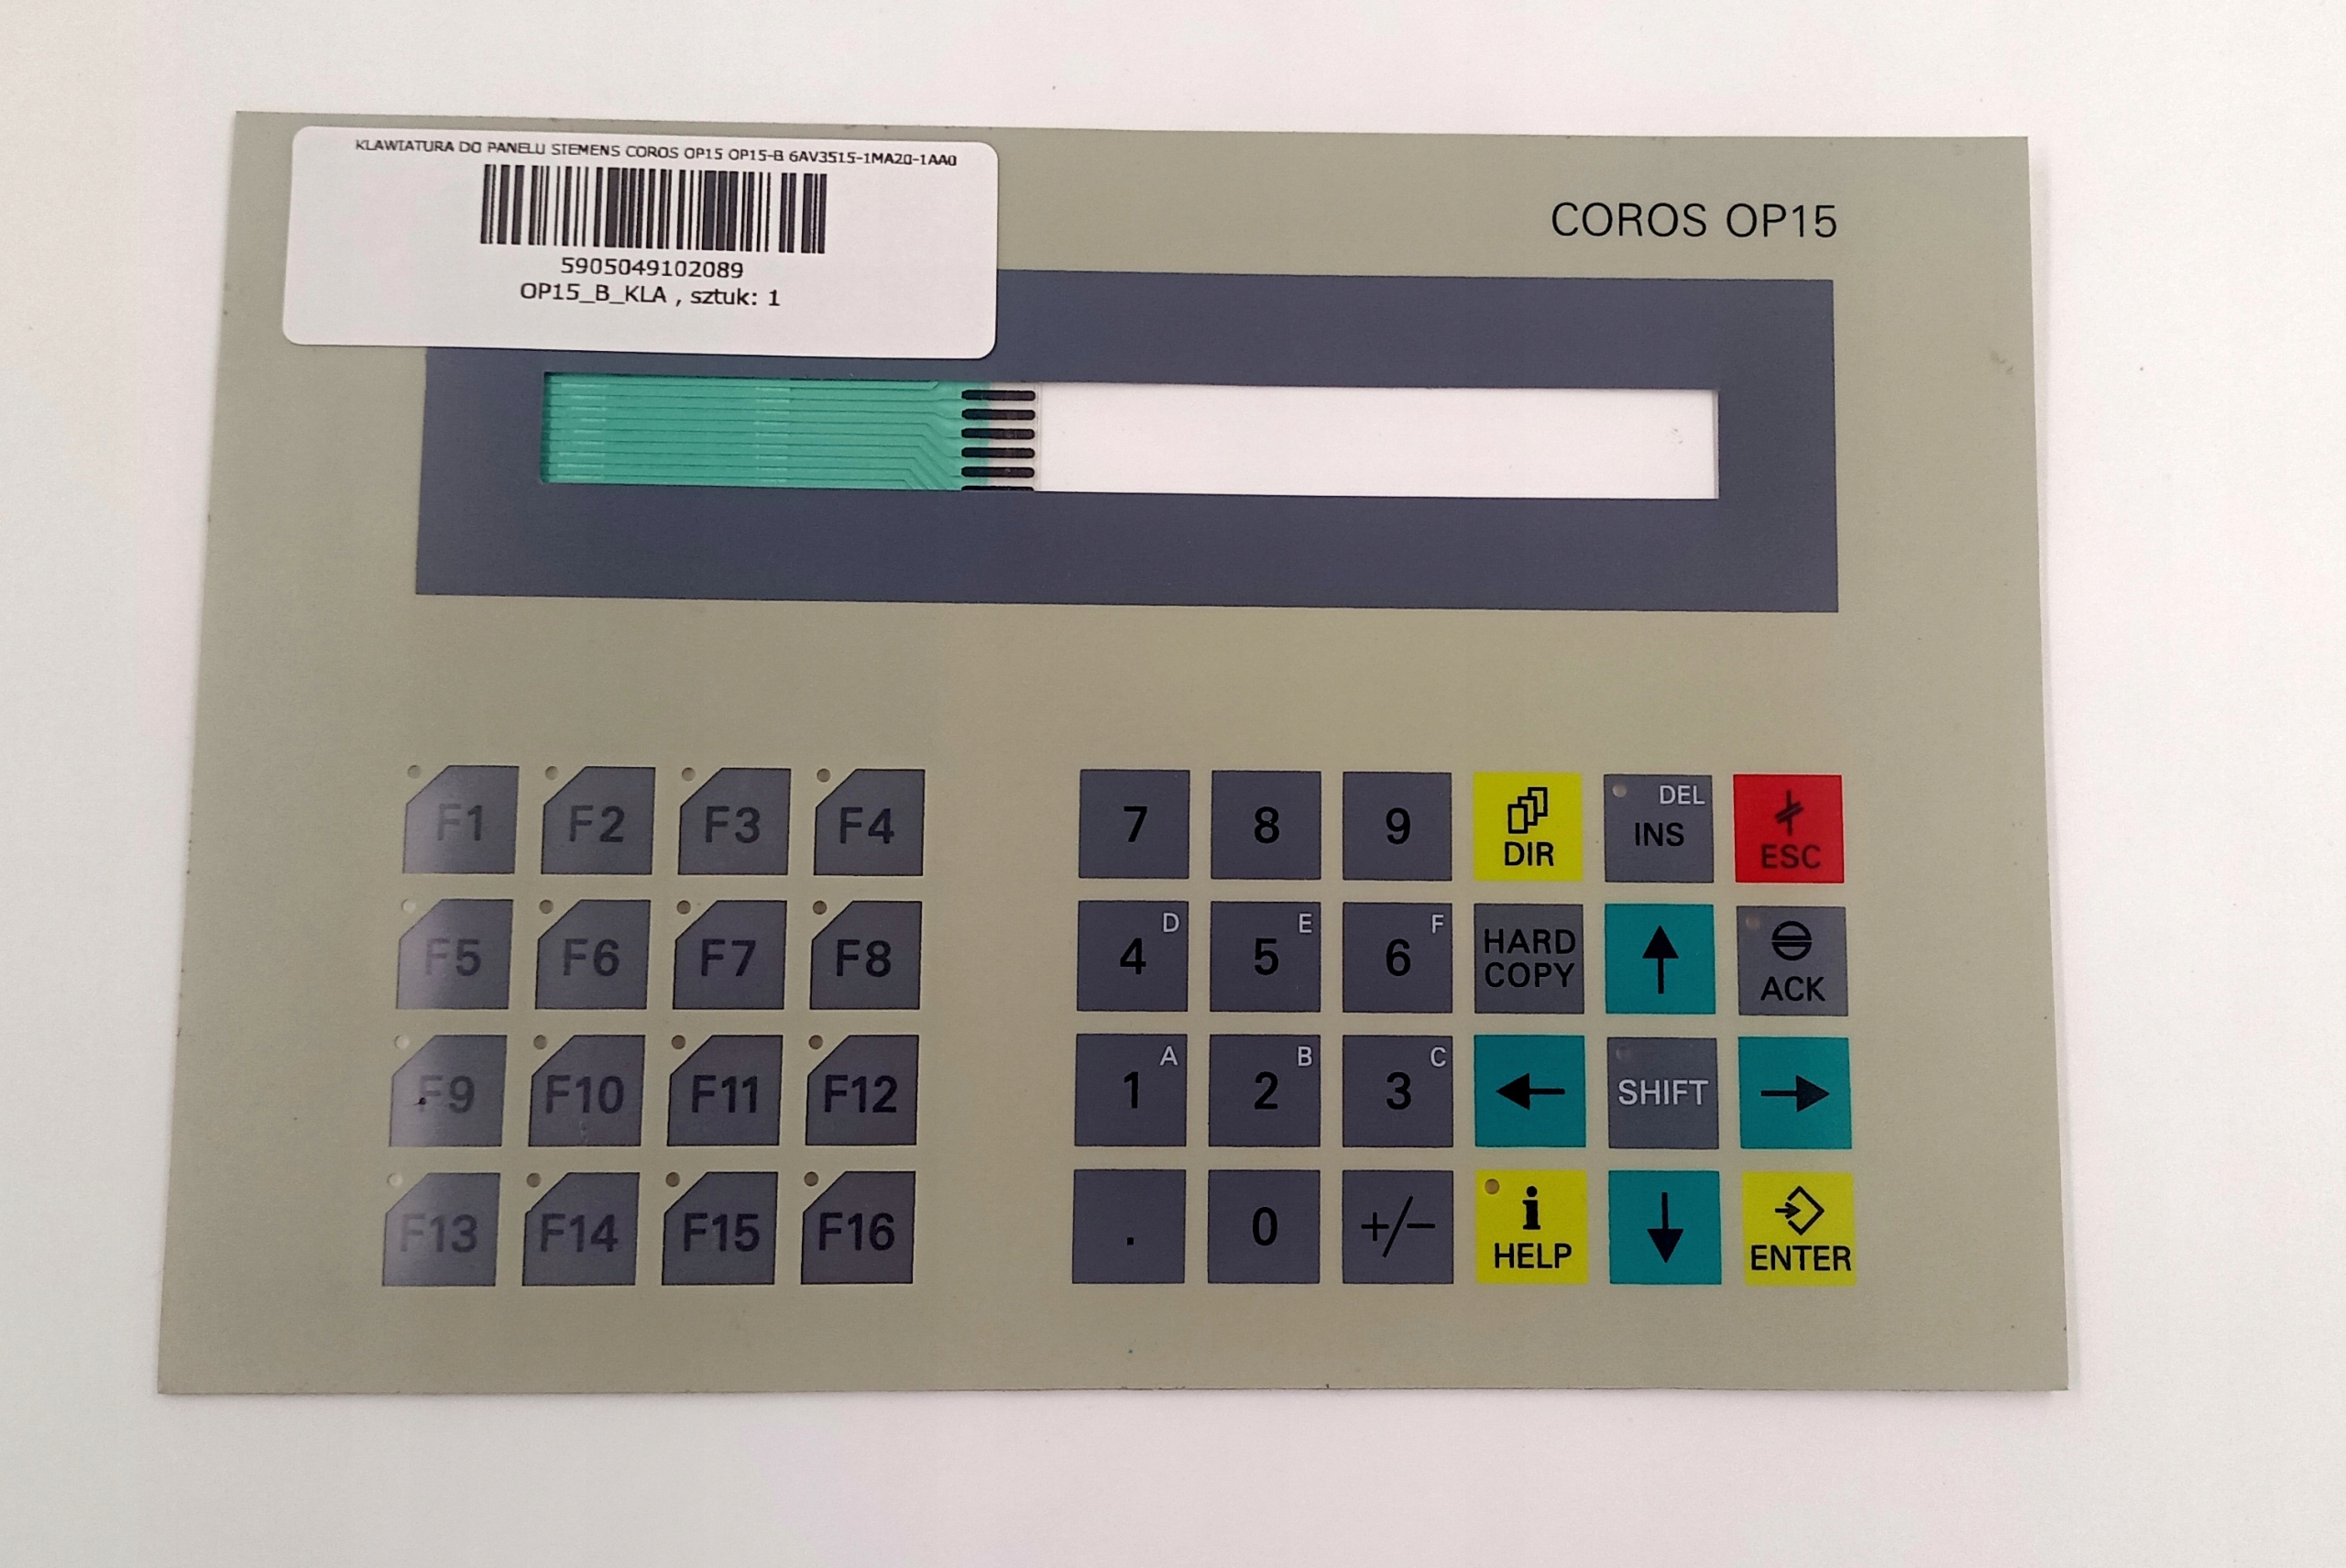 KLAWIATURA DO PANELU SIEMENS COROS OP15 OP15-B 6AV3515-1MA20-1AA0
5905049102089
OP15_B_KLA , sztuk: 1
COROS OP15
F1 F2 F3 F4
F5 F6 F7 F8
F9 F10 F11 F12
F13 F14 F15 F16
7 8 9 DIR DEL INS ESC
4 D 5 E 6 F HARD COPY ACK
1 A 2 B 3 C SHIFT
. 0 +/- i HELP ENTER